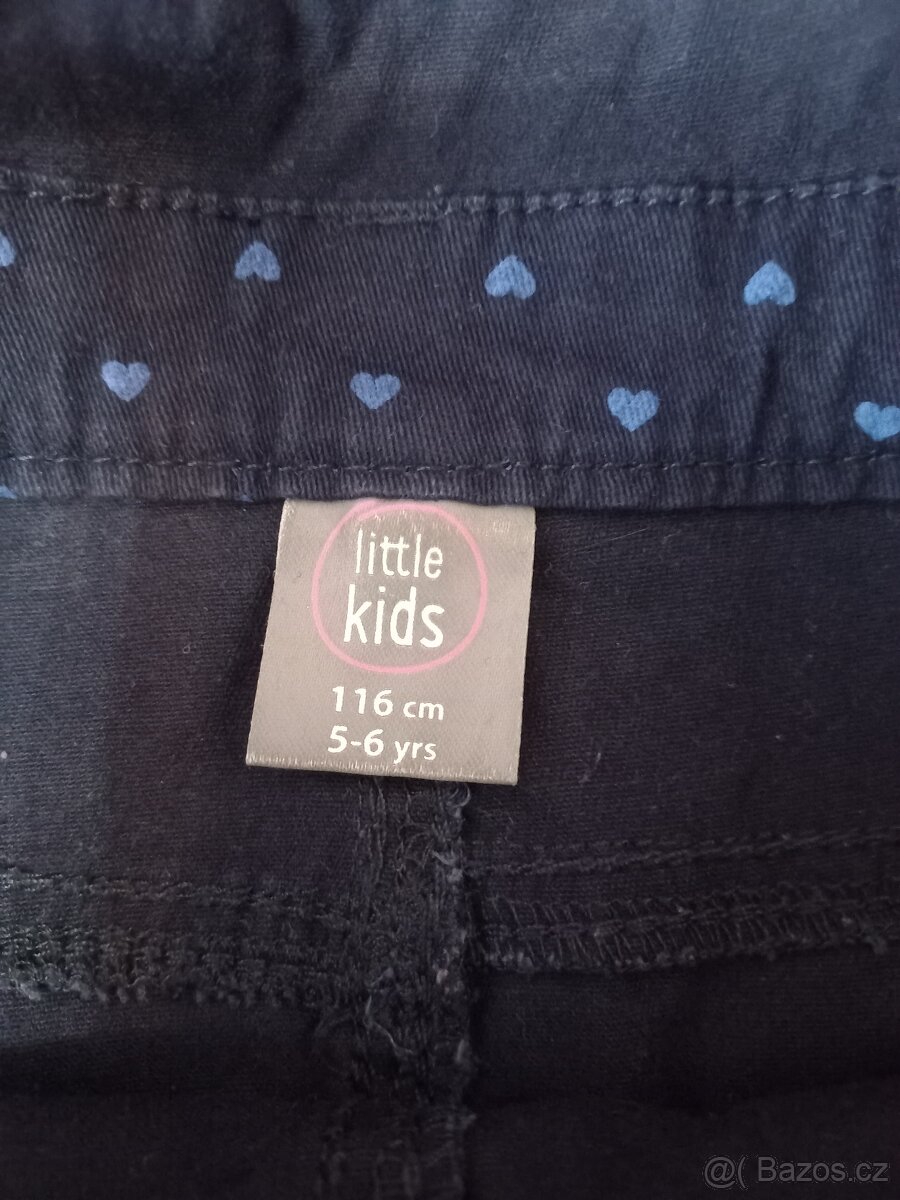 little
kids
116 cm
5-6 yrs
@( Bazos.cz